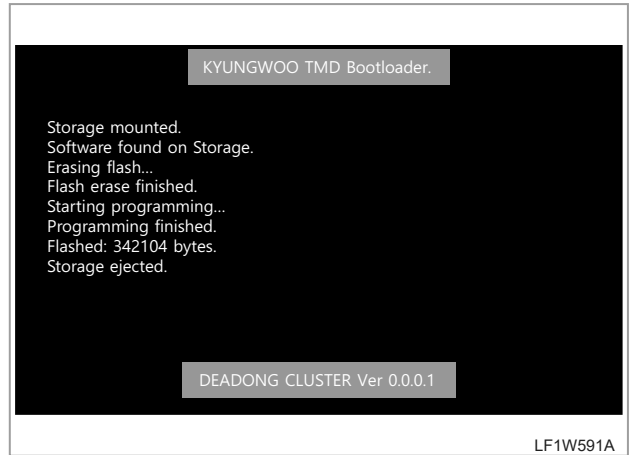 KYUNGWOO TMD Bootloader.
Storage mounted.
Software found on Storage.
Erasing flash...
Flash erase finished.
Starting programming...
Programming finished.
Flashed: 342104 bytes.
Storage ejected.
DEADONG CLUSTER Ver 0.0.0.1
LF1W591A